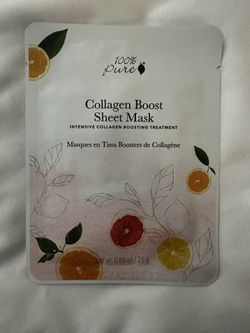 100%
pure
Collagen Boost
Sheet Mask
INTENSIVE COLLAGEN BOOSTING TREATMENT
Masques en Tissu Boosters de Collagène
Net wt. 0.88 oz / 25 g